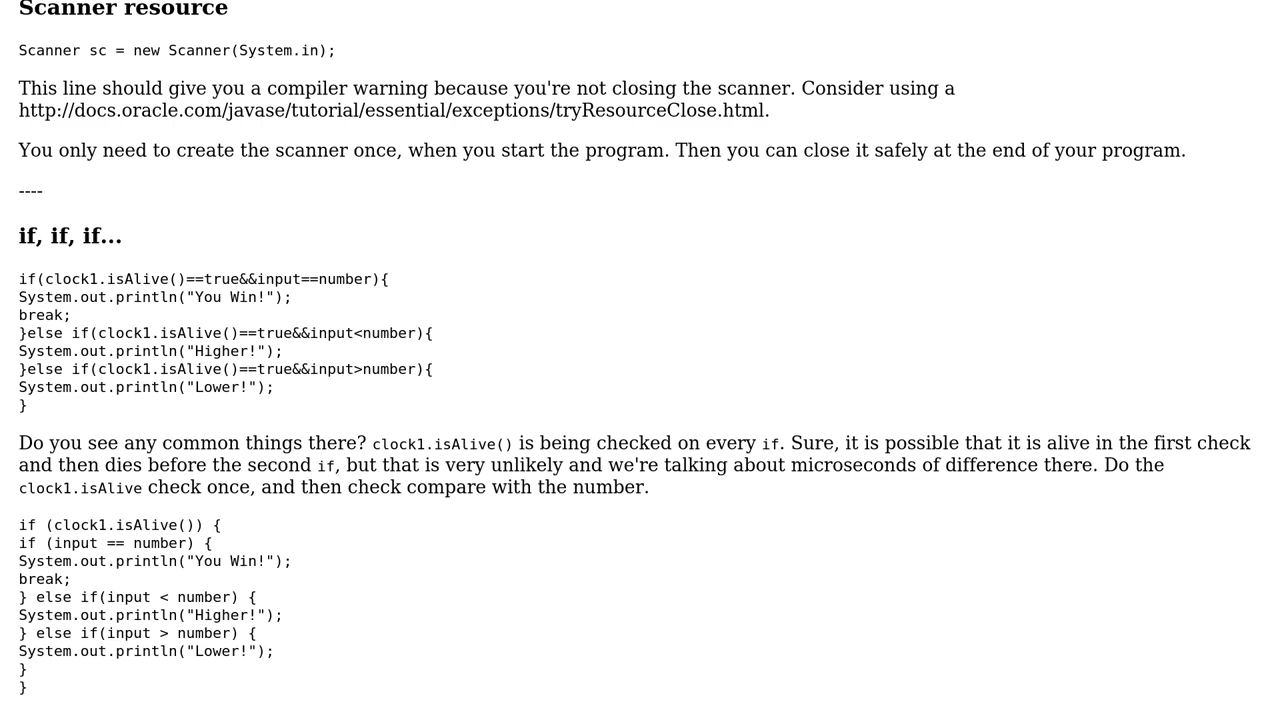 Scanner resource
Scanner sc = new Scanner(System.in);
This line should give you a compiler warning because you're not closing the scanner. Consider using a
http://docs.oracle.com/javase/tutorial/essential/exceptions/tryResourceClose.html.
You only need to create the scanner once, when you start the program. Then you can close it safely at the end of your program.
----
if, if, if...
if(clock1.isAlive()==true&&input==number){
System.out.println("You Win!");
break;
}else if(clock1.isAlive()==true&&input<number){
System.out.println("Higher!");
}else if(clock1.isAlive()==true&&input>number){
System.out.println("Lower!");
}
Do you see any common things there? clock1.isAlive() is being checked on every if. Sure, it is possible that it is alive in the first check
and then dies before the second if, but that is very unlikely and we're talking about microseconds of difference there. Do the
clock1.isAlive check once, and then check compare with the number.
if (clock1.isAlive()) {
if (input == number) {
System.out.println("You Win!");
break;
} else if(input < number) {
System.out.println("Higher!");
} else if(input > number) {
System.out.println("Lower!");
}
}